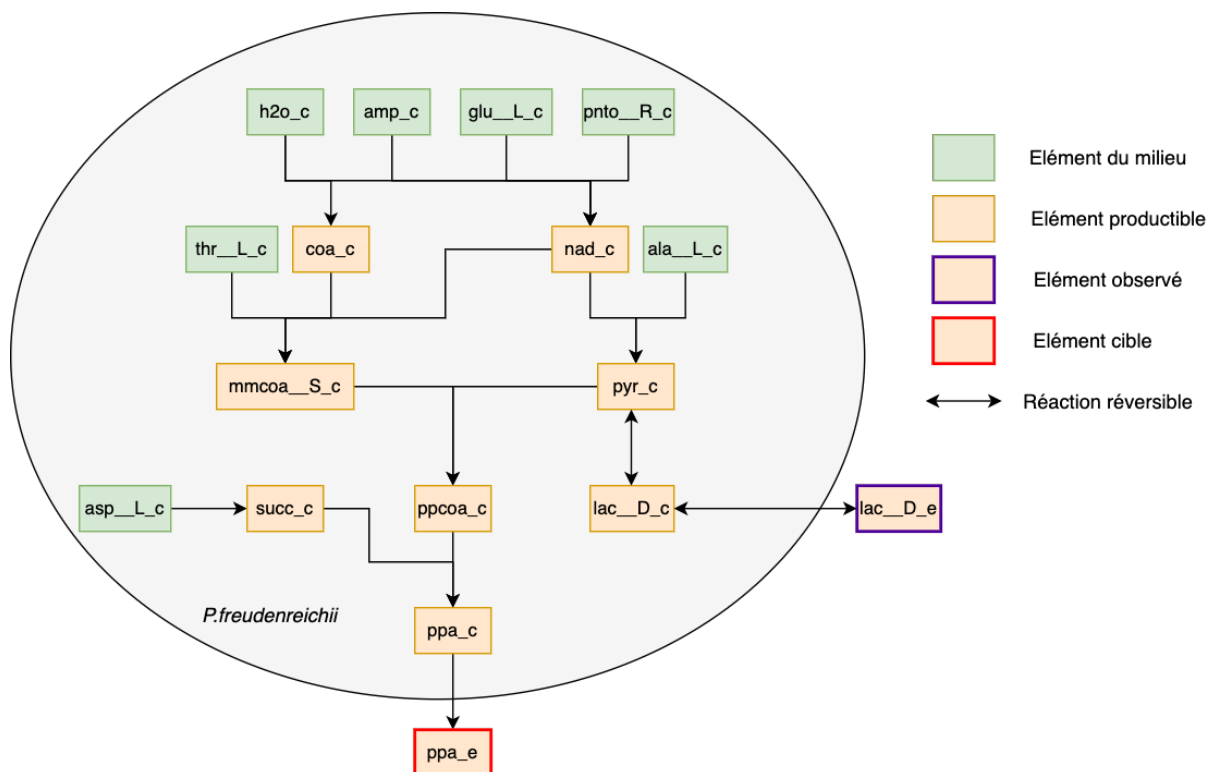 h2o_c
amp_c
glu__L_c
pnto__R_c
Elément du milieu
Elément productible
thr__L_c
coa_c
nad_c
ala__L_c
Elément observé
Elément cible
mmcoa__S_c
pyr_c
Réaction réversible
asp__L_c
succ_c
ppcoa_c
lac__D_c
lac__D_e
P.freudenreichii
ppa_c
ppa_e